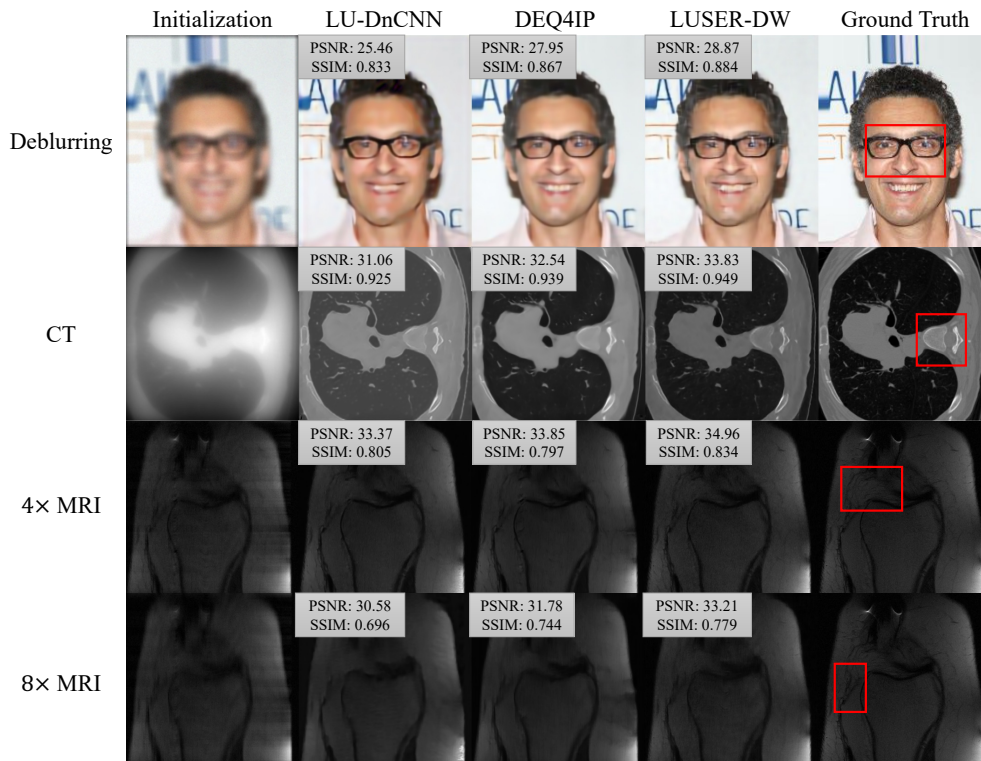 Initialization LU-DnCNN DEQ4IP LUSER-DW Ground Truth
Deblurring
PSNR: 25.46
SSIM: 0.833
PSNR: 27.95
SSIM: 0.867
PSNR: 28.87
SSIM: 0.884
CT
PSNR: 31.06
SSIM: 0.925
PSNR: 32.54
SSIM: 0.939
PSNR: 33.83
SSIM: 0.949
4× MRI
PSNR: 33.37
SSIM: 0.805
PSNR: 33.85
SSIM: 0.797
PSNR: 34.96
SSIM: 0.834
8× MRI
PSNR: 30.58
SSIM: 0.696
PSNR: 31.78
SSIM: 0.744
PSNR: 33.21
SSIM: 0.779